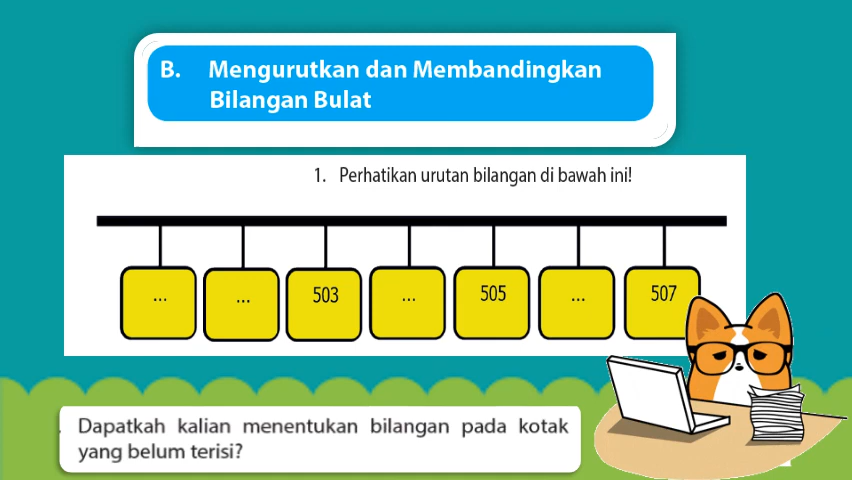 B. Mengurutkan dan Membandingkan
Bilangan Bulat
1. Perhatikan urutan bilangan di bawah ini!
... ... 503 ... 505 ... 507
Dapatkah kalian menentukan bilangan pada kotak
yang belum terisi?